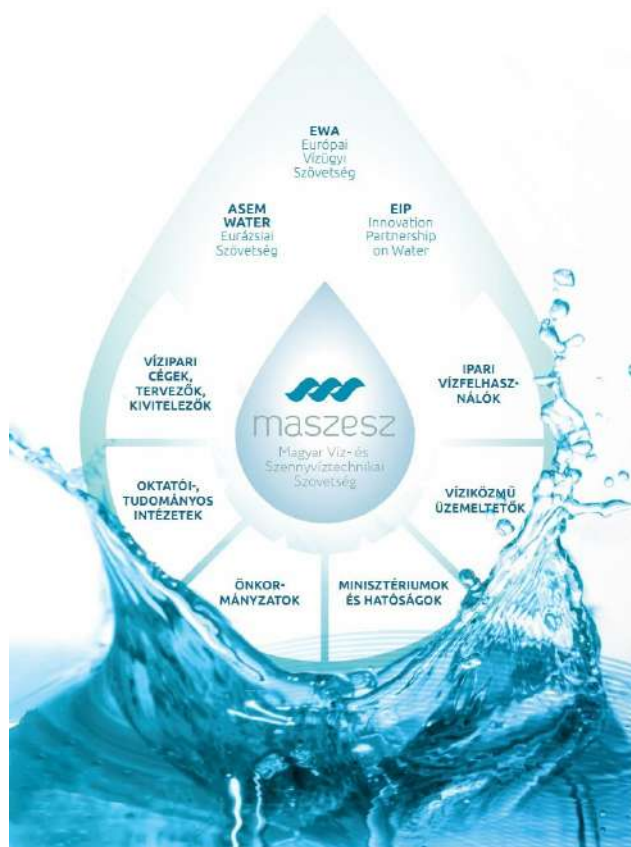 EWA
Európai
Vízügyi
Szövetség
ASEM
WATER
Eurázsiai
Szövetség
EIP
Innovation
Partnership
on Water
VÍZIPARI
CÉGEK,
TERVEZŐK,
KIVITELEZŐK
IPARI
VÍZFELHASZ-
NÁLÓK
maszesz
Magyar Víz- és
Szennyvíztechnikai
Szövetség
OKTATÓI-,
TUDOMÁNYOS
INTÉZETEK
VÍZIKÖZMŰ
ÜZEMELTETŐK
ÖNKOR-
MÁNYZATOK
MINISZTÉRIUMOK
ÉS HATÓSÁGOK